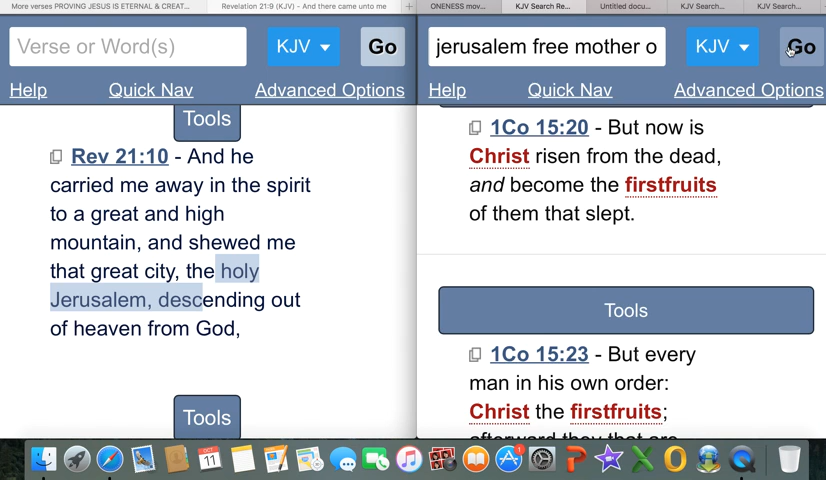 More verses PROVING JESUS IS ETERNAL & CREAT...
Revelation 21:9 (KJV) - And there came unto me
ONENESS mov...
KJV Search Re...
Untitled docu...
KJV Search...
KJV Search...
Verse or Word(s)
KJV
Go
Help
Quick Nav
Advanced Options
Tools
Rev 21:10 - And he
carried me away in the spirit
to a great and high
mountain, and shewed me
that great city, the holy
Jerusalem, descending out
of heaven from God,
Tools
jerusalem free mother o
KJV
Go
Help
Quick Nav
Advanced Options
1Co 15:20 - But now is
Christ risen from the dead,
and become the firstfruits
of them that slept.
Tools
1Co 15:23 - But every
man in his own order:
Christ the firstfruits;
afterward they that are
OCT
11